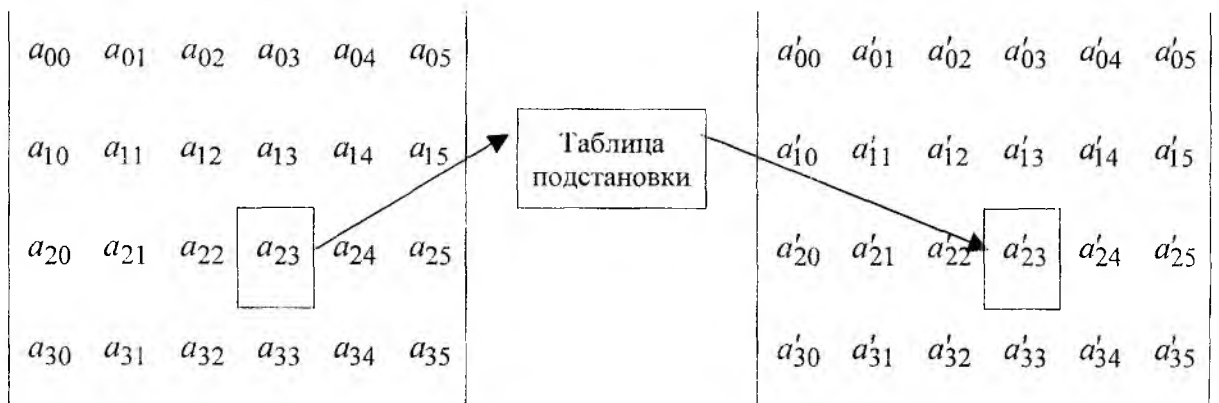 a₀₀ a₀₁ a₀₂ a₀₃ a₀₄ a₀₅
a₁₀ a₁₁ a₁₂ a₁₃ a₁₄ a₁₅
a₂₀ a₂₁ a₂₂ a₂₃ a₂₄ a₂₅
a₃₀ a₃₁ a₃₂ a₃₃ a₃₄ a₃₅
Таблица
подстановки
a′₀₀ a′₀₁ a′₀₂ a′₀₃ a′₀₄ a′₀₅
a′₁₀ a′₁₁ a′₁₂ a′₁₃ a′₁₄ a′₁₅
a′₂₀ a′₂₁ a′₂₂ a′₂₃ a′₂₄ a′₂₅
a′₃₀ a′₃₁ a′₃₂ a′₃₃ a′₃₄ a′₃₅